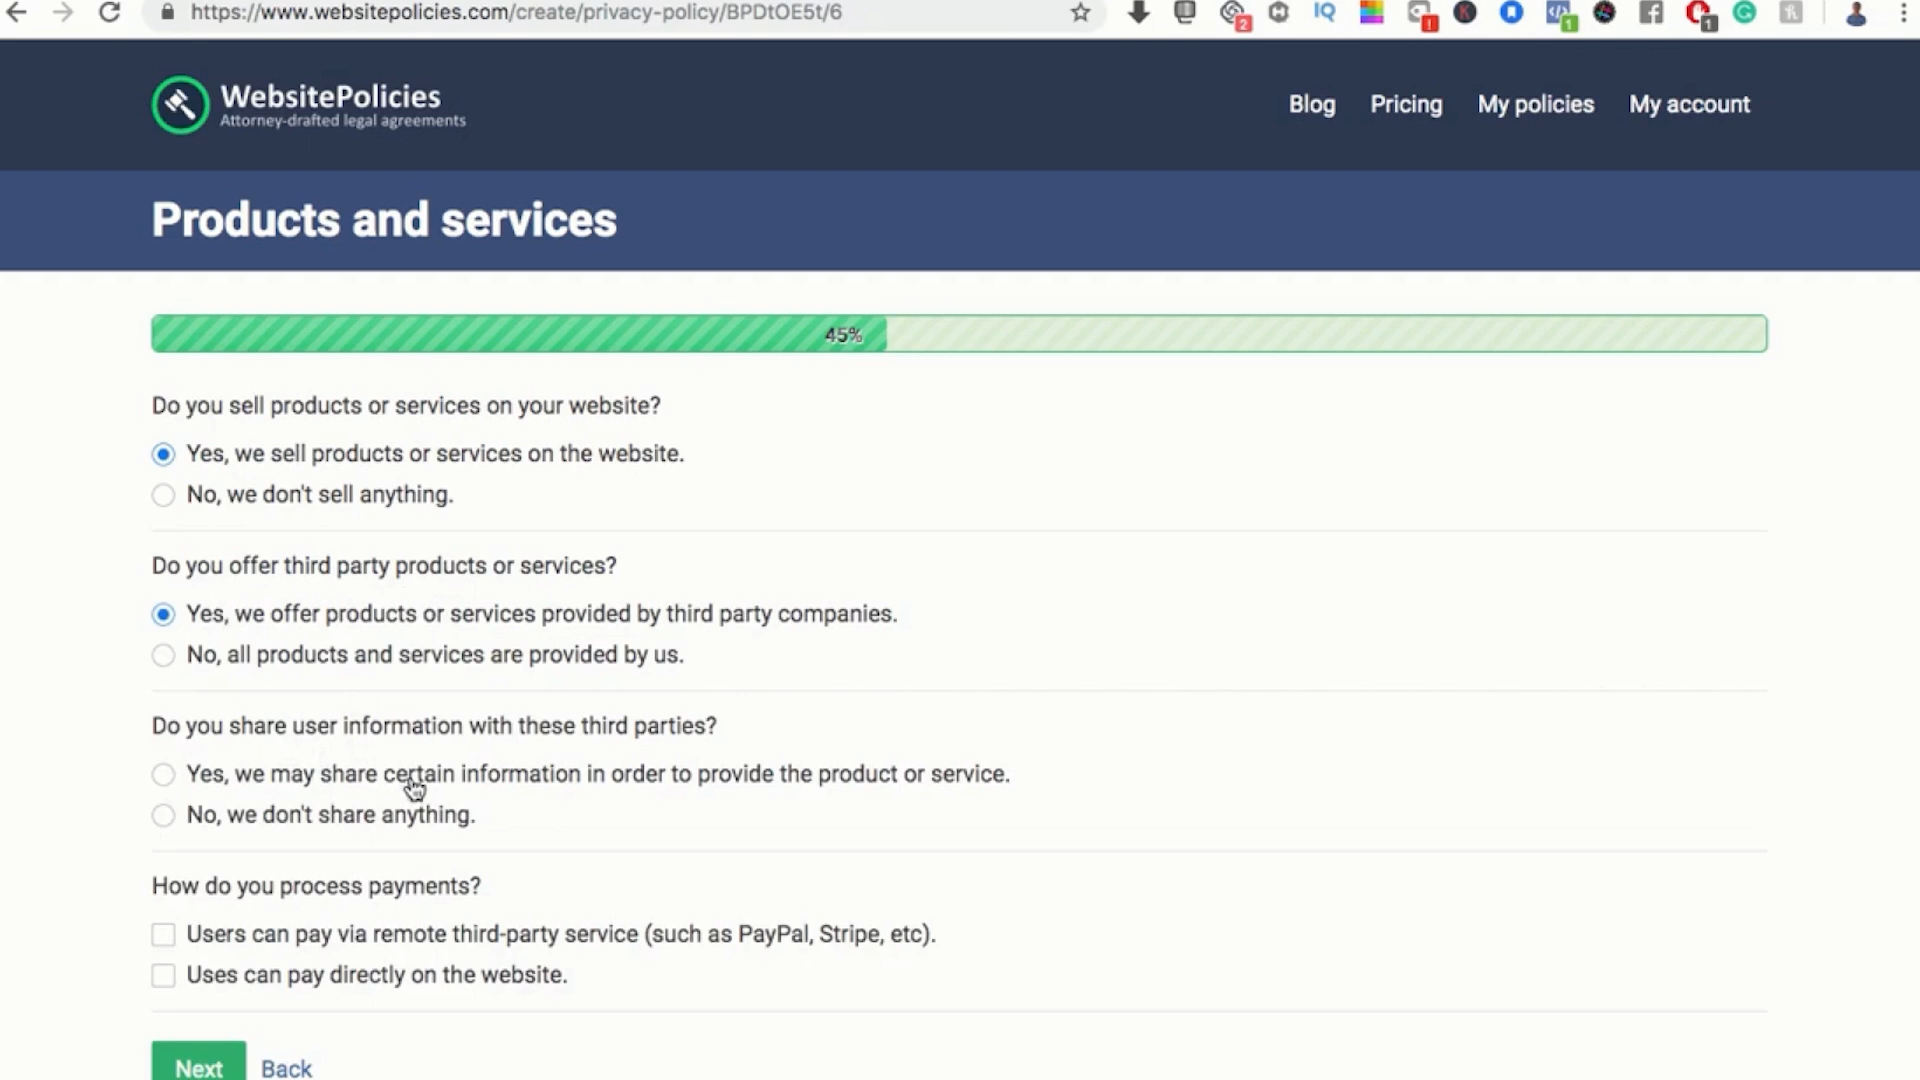 https://www.websitepolicies.com/create/privacy-policy/BPDtOE5t/6
2
IQ
!
K
1
1
WebsitePolicies
Attorney-drafted legal agreements
Blog
Pricing
My policies
My account
Products and services
45%
Do you sell products or services on your website?
Yes, we sell products or services on the website.
No, we don't sell anything.
Do you offer third party products or services?
Yes, we offer products or services provided by third party companies.
No, all products and services are provided by us.
Do you share user information with these third parties?
Yes, we may share certain information in order to provide the product or service.
No, we don't share anything.
How do you process payments?
Users can pay via remote third-party service (such as PayPal, Stripe, etc).
Uses can pay directly on the website.
Next
Back